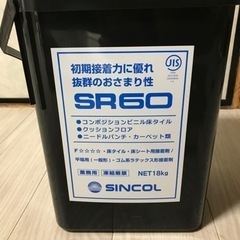 JIS
初期接着力に優れ
抜群のおさまり性
SR60
●コンポジションビニル床タイル
●クッションフロア
●ニードルパンチ・カーペット類
F☆☆☆☆・床タイル・床シート用接着剤/
平場用(一般形)・ゴム系ラテックス形接着剤
業務用 凍結厳禁 NET18kg
SINCOL